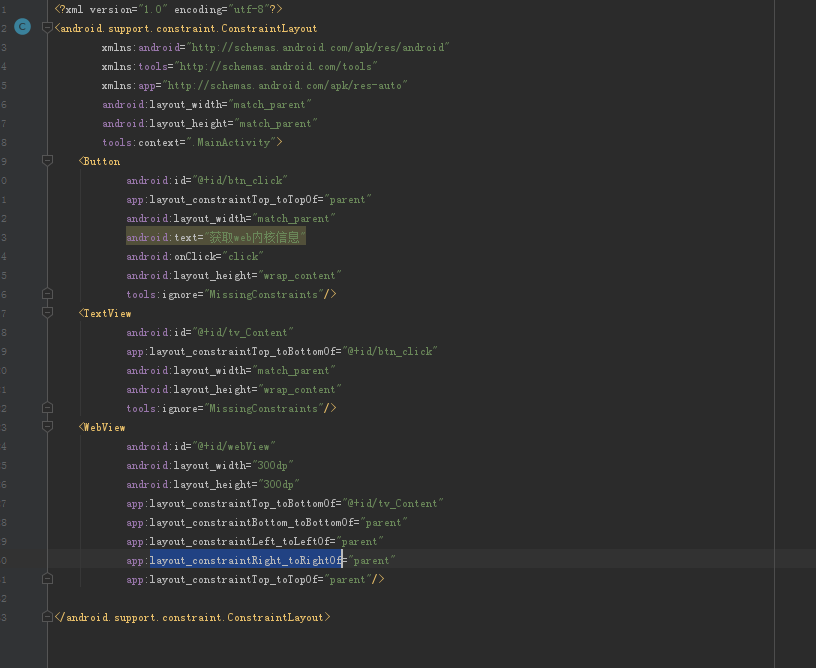 1 <?xml version="1.0" encoding="utf-8"?>
2 C <android.support.constraint.ConstraintLayout
3 xmlns:android="http://schemas.android.com/apk/res/android"
4 xmlns:tools="http://schemas.android.com/tools"
5 xmlns:app="http://schemas.android.com/apk/res-auto"
6 android:layout_width="match_parent"
7 android:layout_height="match_parent"
8 tools:context=".MainActivity">
9 <Button
0 android:id="@+id/btn_click"
1 app:layout_constraintTop_toTopOf="parent"
2 android:layout_width="match_parent"
3 android:text="获取web内核信息"
4 android:onClick="click"
5 android:layout_height="wrap_content"
6 tools:ignore="MissingConstraints"/>
7 <TextView
8 android:id="@+id/tv_Content"
9 app:layout_constraintTop_toBottomOf="@+id/btn_click"
0 android:layout_width="match_parent"
1 android:layout_height="wrap_content"
2 tools:ignore="MissingConstraints"/>
3 <WebView
4 android:id="@+id/webView"
5 android:layout_width="300dp"
6 android:layout_height="300dp"
7 app:layout_constraintTop_toBottomOf="@+id/tv_Content"
8 app:layout_constraintBottom_toBottomOf="parent"
9 app:layout_constraintLeft_toLeftOf="parent"
0 app:layout_constraintRight_toRightOf="parent"
1 app:layout_constraintTop_toTopOf="parent"/>
2
3 </android.support.constraint.ConstraintLayout>